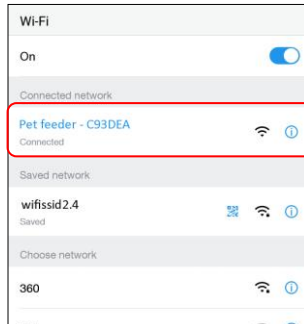 Wi-Fi
On
Connected network
Pet feeder - C93DEA
Connected
Saved network
wifissid2.4
Saved
Choose network
360